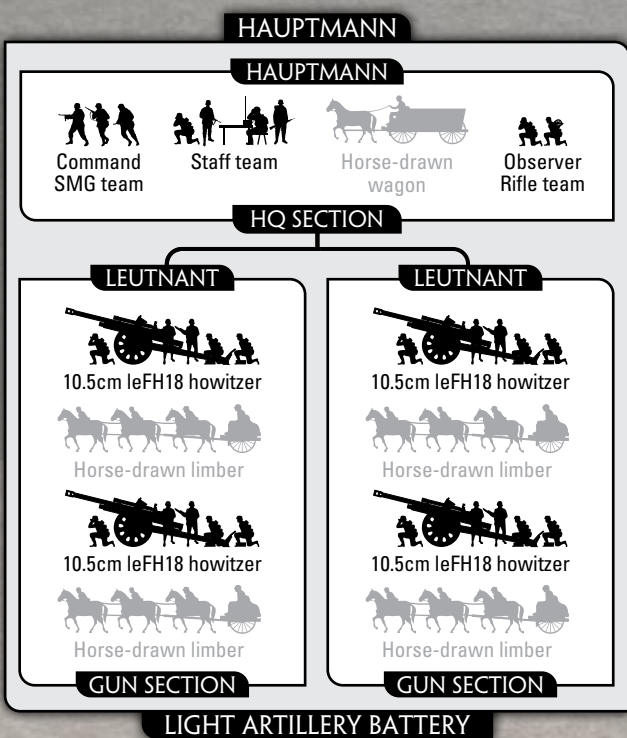 HAUPTMANN
HAUPTMANN
Command
SMG team
Staff team
Horse-drawn
wagon
Observer
Rifle team
HQ SECTION
LEUTNANT
10.5cm leFH18 howitzer
Horse-drawn limber
10.5cm leFH18 howitzer
Horse-drawn limber
GUN SECTION
LEUTNANT
10.5cm leFH18 howitzer
Horse-drawn limber
10.5cm leFH18 howitzer
Horse-drawn limber
GUN SECTION
LIGHT ARTILLERY BATTERY